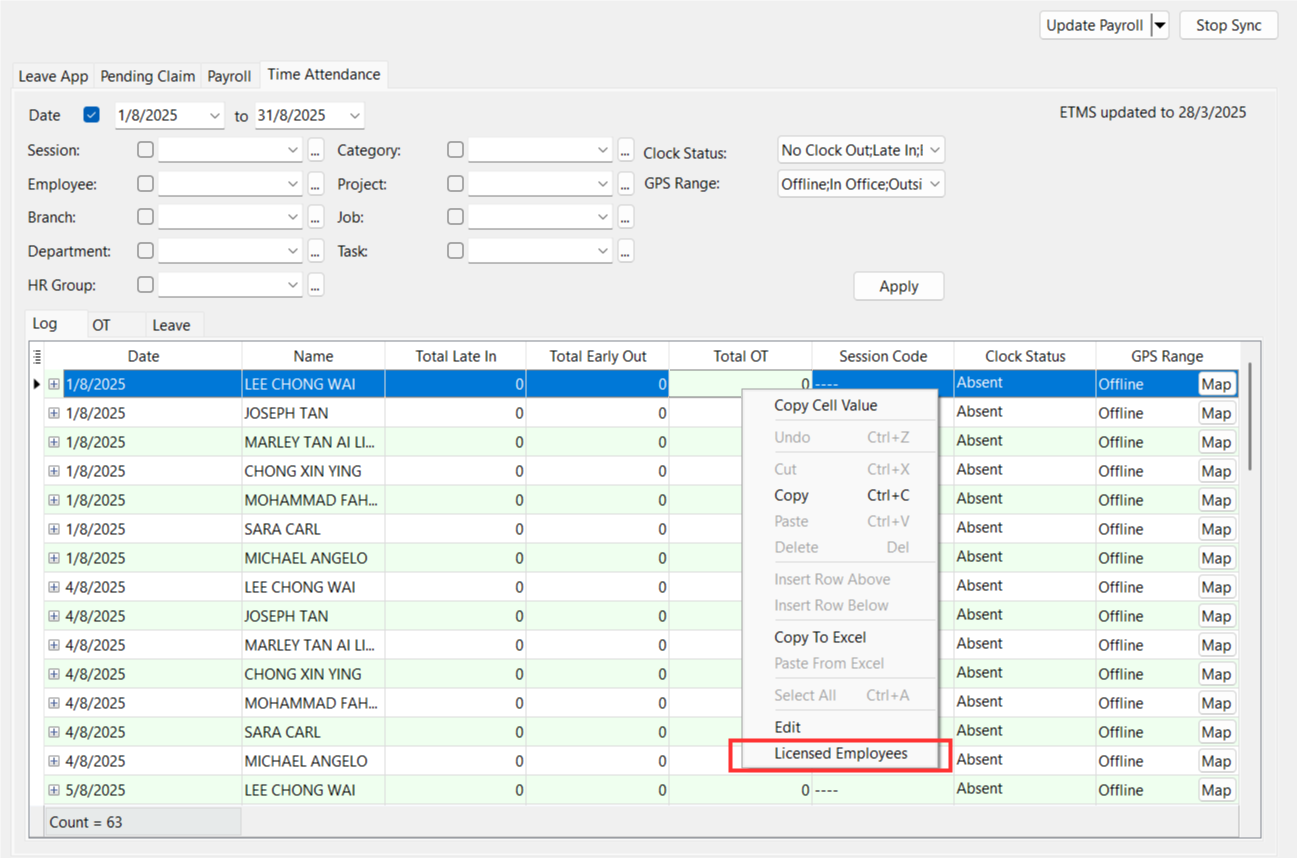 Update Payroll Stop Sync
Leave App Pending Claim Payroll Time Attendance
Date 1/8/2025 to 31/8/2025 ETMS updated to 28/3/2025
Session: ... Category: ... Clock Status: No Clock Out;Late In;I
Employee: ... Project: ... GPS Range: Offline;In Office;Outsi
Branch: ... Job: ...
Department: ... Task: ...
HR Group: ... Apply
Log OT Leave
Date Name Total Late In Total Early Out Total OT Session Code Clock Status GPS Range
1/8/2025 LEE CHONG WAI 0 0 0 ---- Absent Offline Map
1/8/2025 JOSEPH TAN 0 0 Absent Offline Map
1/8/2025 MARLEY TAN AI LI... 0 0 Absent Offline Map
1/8/2025 CHONG XIN YING 0 0 Absent Offline Map
1/8/2025 MOHAMMAD FAH... 0 0 Absent Offline Map
1/8/2025 SARA CARL 0 0 Absent Offline Map
1/8/2025 MICHAEL ANGELO 0 0 Absent Offline Map
4/8/2025 LEE CHONG WAI 0 0 Absent Offline Map
4/8/2025 JOSEPH TAN 0 0 Absent Offline Map
4/8/2025 MARLEY TAN AI LI... 0 0 Absent Offline Map
4/8/2025 CHONG XIN YING 0 0 Absent Offline Map
4/8/2025 MOHAMMAD FAH... 0 0 Absent Offline Map
4/8/2025 SARA CARL 0 0 Absent Offline Map
4/8/2025 MICHAEL ANGELO 0 0 Absent Offline Map
5/8/2025 LEE CHONG WAI 0 0 0 ---- Absent Offline Map
Count = 63
Copy Cell Value
Undo Ctrl+Z
Cut Ctrl+X
Copy Ctrl+C
Paste Ctrl+V
Delete Del
Insert Row Above
Insert Row Below
Copy To Excel
Paste From Excel
Select All Ctrl+A
Edit
Licensed Employees